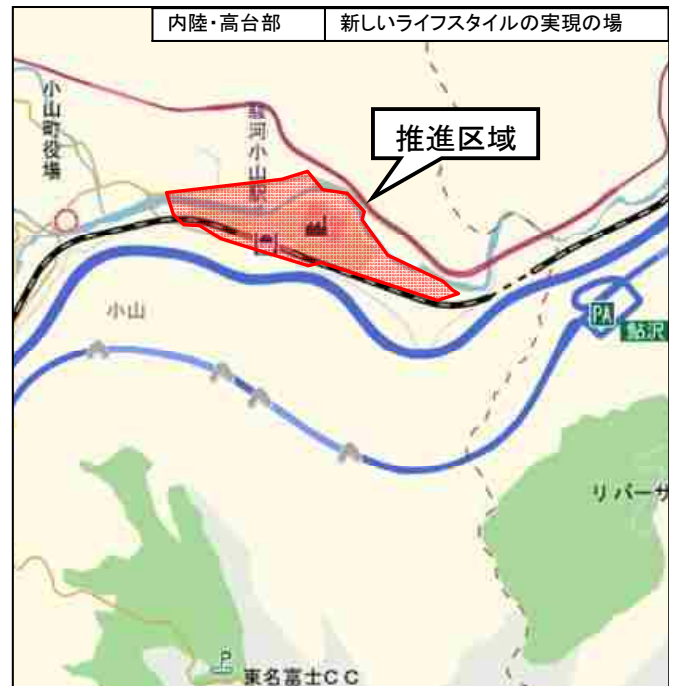 内陸・高台部 新しいライフスタイルの実現の場
小山町役場
駿河小山駅
推進区域
小山
PA
鮎沢
リバーサ
東名富士CC